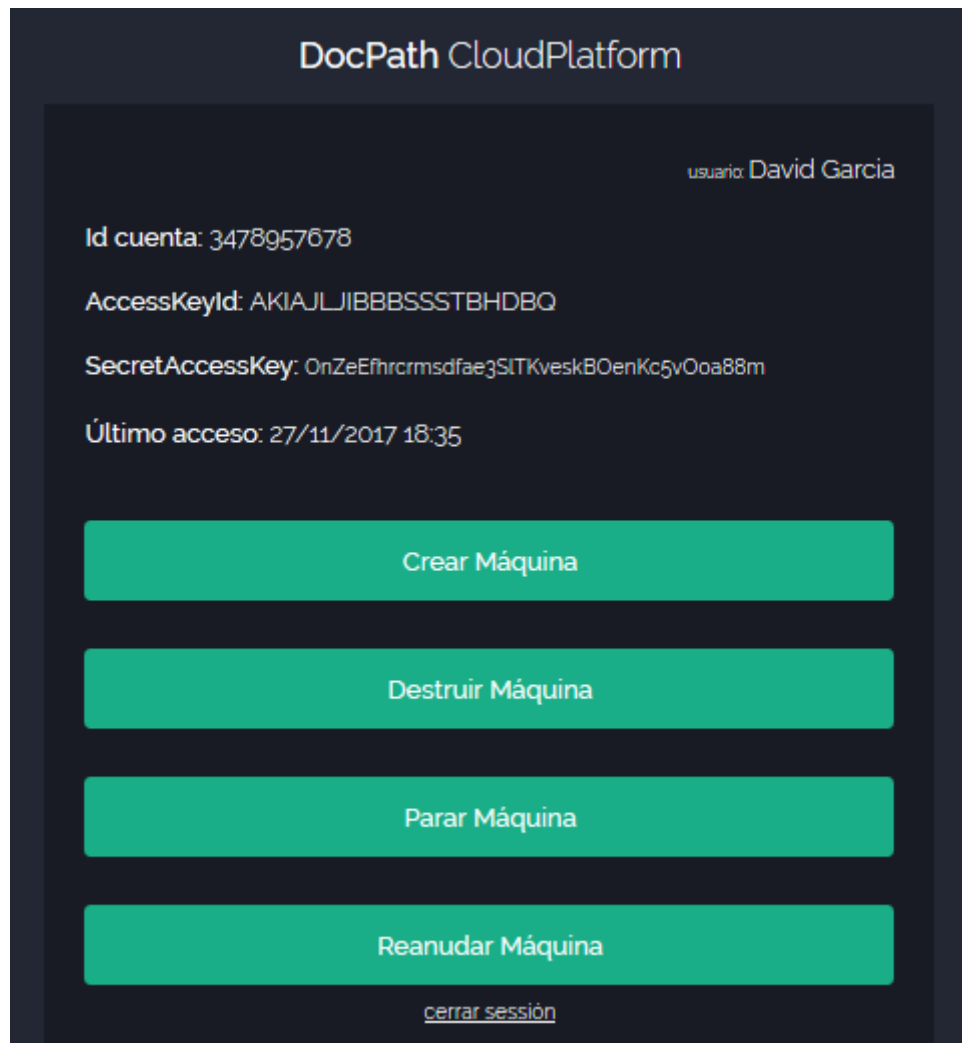 DocPath CloudPlatform
usuario: David Garcia
Id cuenta: 3478957678
AccessKeyId: AKIAJLJIBBBSSSTBHDBQ
SecretAccessKey: OnZeEfhrcrmsdfae3SlTKveskBOenKc5vOoa88m
Último acceso: 27/11/2017 18:35
Crear Máquina
Destruir Máquina
Parar Máquina
Reanudar Máquina
cerrar sessión